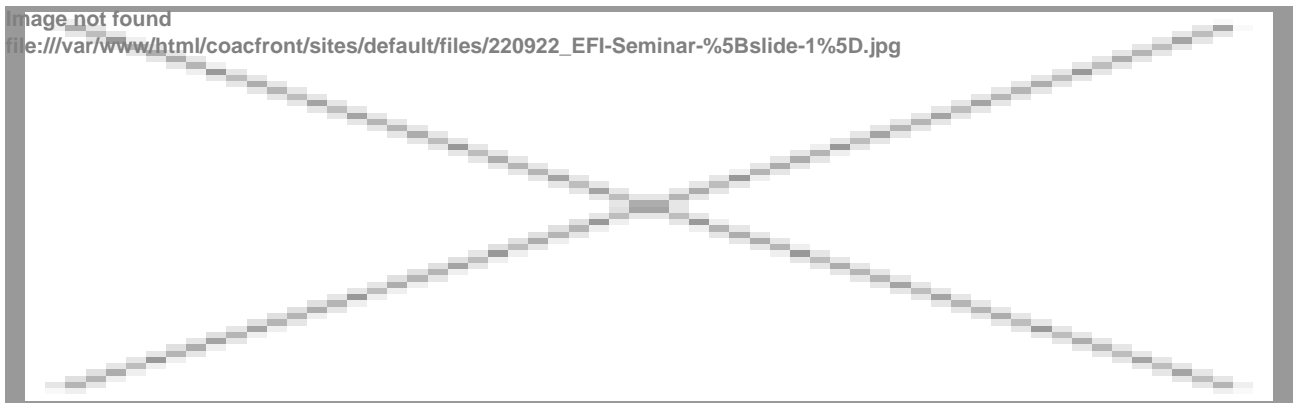 Image not found
file:///var/www/html/coacfront/sites/default/files/220922_EFI-Seminar-%5Bslide-1%5D.jpg